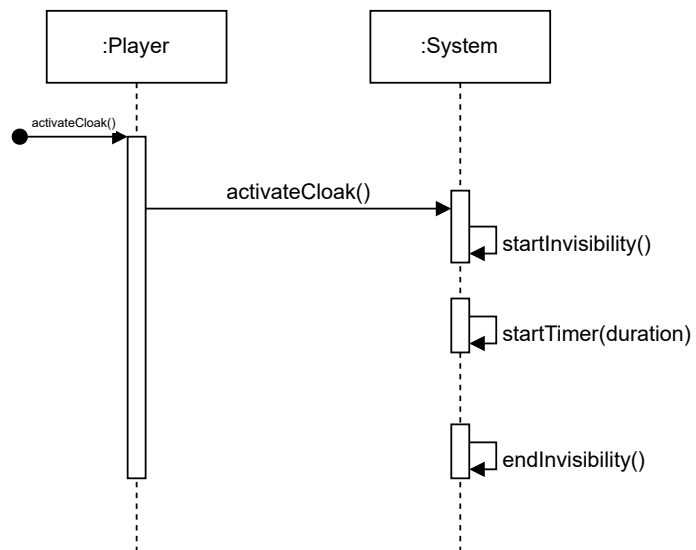 :Player
:System
activateCloak()
activateCloak()
startInvisibility()
startTimer(duration)
endInvisibility()